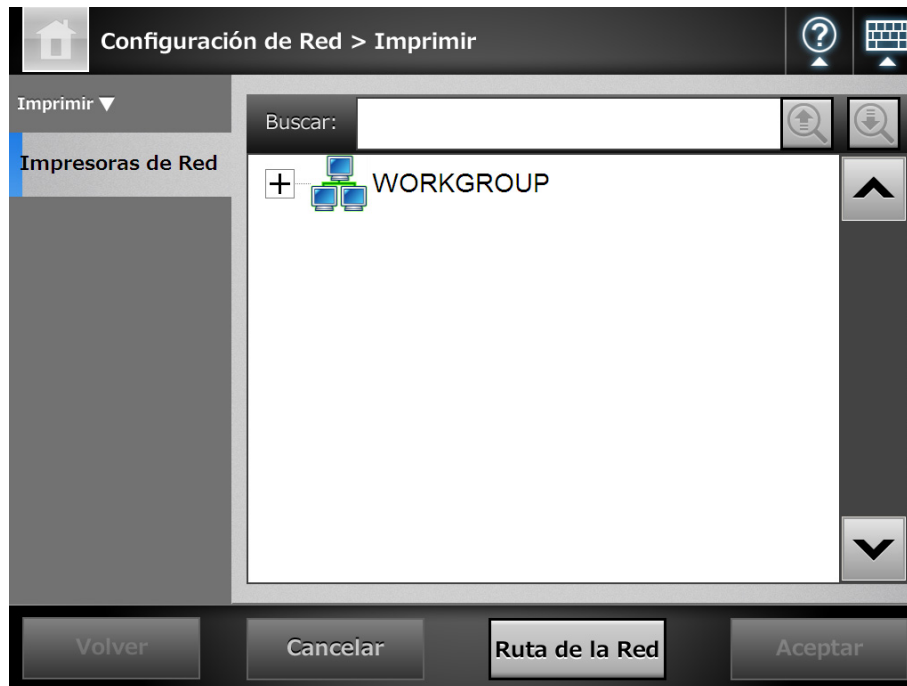 Configuración de Red > Imprimir
?
Imprimir ▼
Impresoras de Red
Buscar:
WORKGROUP
Volver
Cancelar
Ruta de la Red
Aceptar